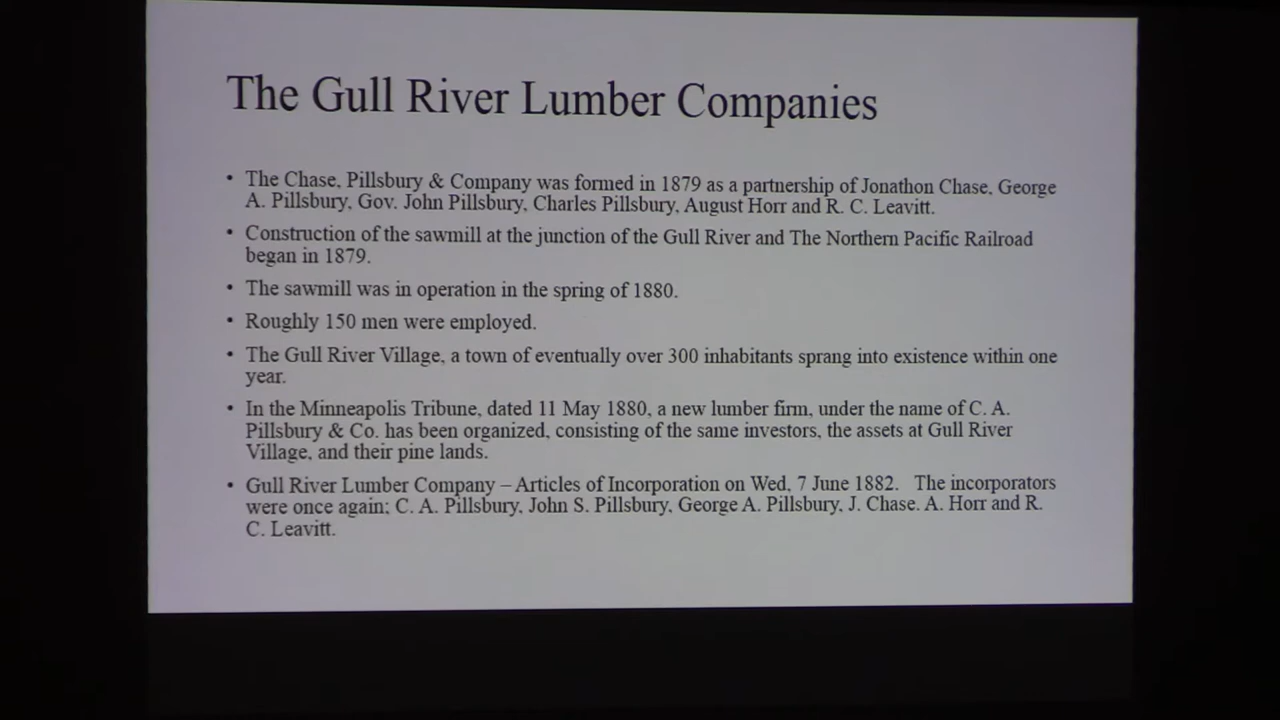 The Gull River Lumber Companies
• The Chase, Pillsbury & Company was formed in 1879 as a partnership of Jonathon Chase, George
A. Pillsbury, Gov. John Pillsbury, Charles Pillsbury, August Horr and R. C. Leavitt.
• Construction of the sawmill at the junction of the Gull River and The Northern Pacific Railroad
began in 1879.
• The sawmill was in operation in the spring of 1880.
• Roughly 150 men were employed.
• The Gull River Village, a town of eventually over 300 inhabitants sprang into existence within one
year.
• In the Minneapolis Tribune, dated 11 May 1880, a new lumber firm, under the name of C. A.
Pillsbury & Co. has been organized, consisting of the same investors, the assets at Gull River
Village, and their pine lands.
• Gull River Lumber Company – Articles of Incorporation on Wed, 7 June 1882. The incorporators
were once again; C. A. Pillsbury, John S. Pillsbury, George A. Pillsbury, J. Chase. A. Horr and R.
C. Leavitt.